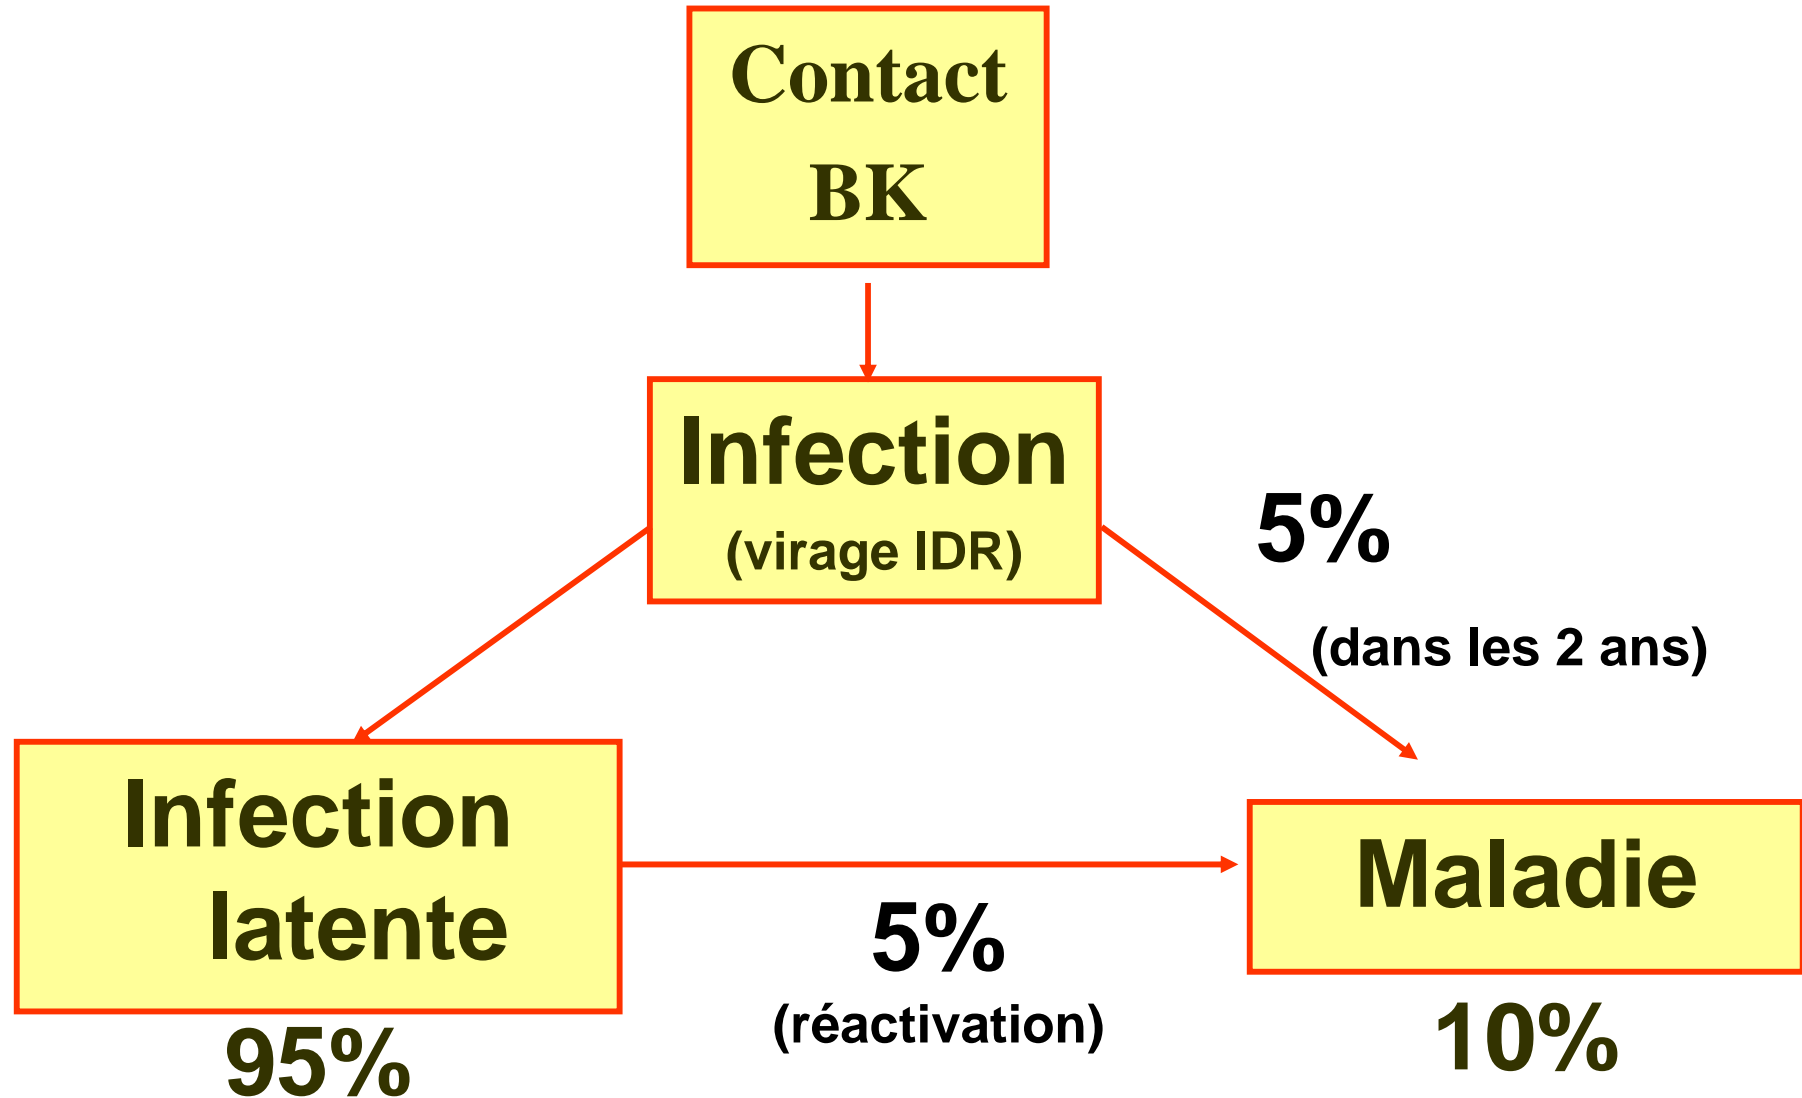 Contact
BK
Infection
(virage IDR)
5%
(dans les 2 ans)
Infection
latente
95%
5%
(réactivation)
Maladie
10%